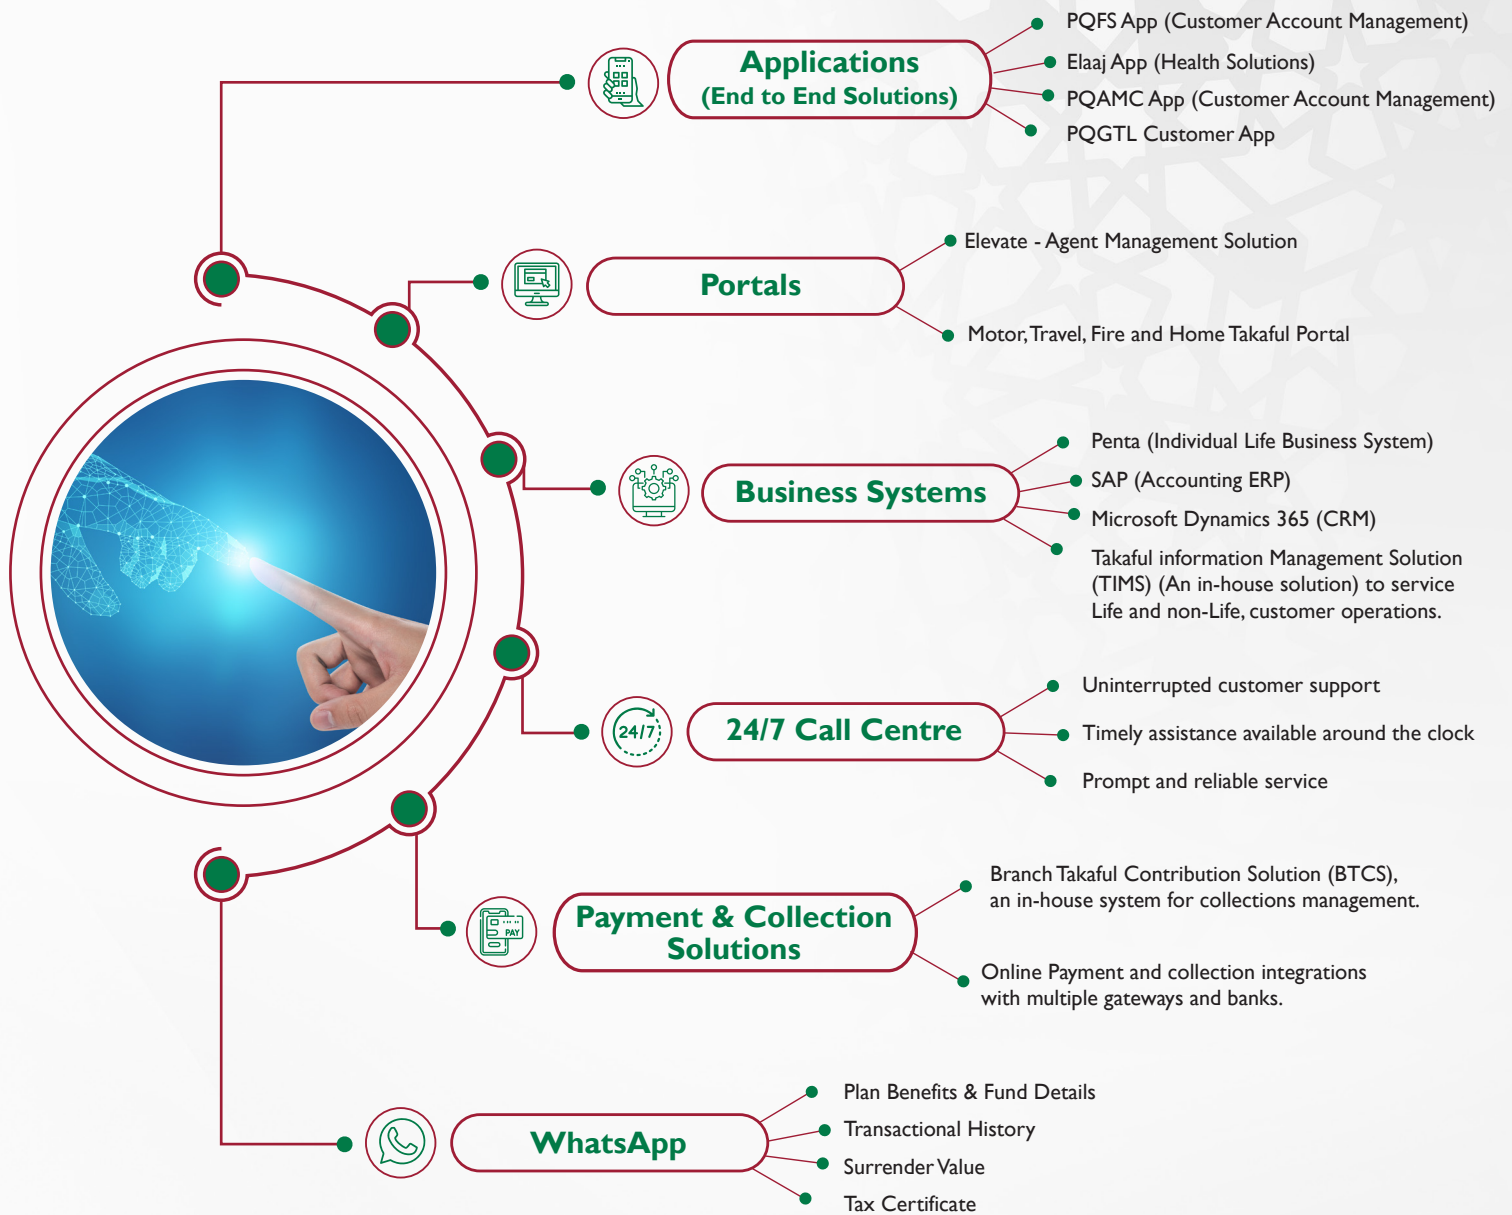 Applications
(End to End Solutions)
PQFS App (Customer Account Management)
Elaaj App (Health Solutions)
PQAMC App (Customer Account Management)
PQGTL Customer App
Portals
Elevate - Agent Management Solution
Motor, Travel, Fire and Home Takaful Portal
Business Systems
Penta (Individual Life Business System)
SAP (Accounting ERP)
Microsoft Dynamics 365 (CRM)
Takaful information Management Solution
(TIMS) (An in-house solution) to service
Life and non-Life, customer operations.
24/7
24/7 Call Centre
Uninterrupted customer support
Timely assistance available around the clock
Prompt and reliable service
PAY
Payment & Collection
Solutions
Branch Takaful Contribution Solution (BTCS),
an in-house system for collections management.
Online Payment and collection integrations
with multiple gateways and banks.
WhatsApp
Plan Benefits & Fund Details
Transactional History
Surrender Value
Tax Certificate